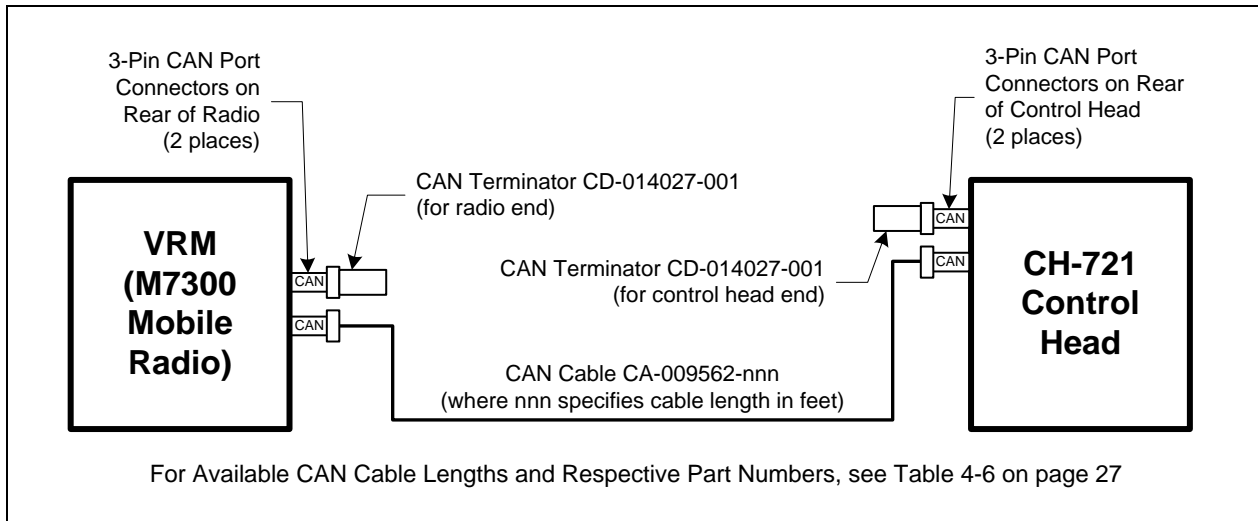 3-Pin CAN Port
Connectors on
Rear of Radio
(2 places)
3-Pin CAN Port
Connectors on Rear
of Control Head
(2 places)
CAN Terminator CD-014027-001
(for radio end)
VRM
(M7300
Mobile
Radio)
CAN
CAN
CAN Terminator CD-014027-001
(for control head end)
CAN
CAN
CH-721
Control
Head
CAN Cable CA-009562-nnn
(where nnn specifies cable length in feet)
For Available CAN Cable Lengths and Respective Part Numbers, see Table 4-6 on page 27